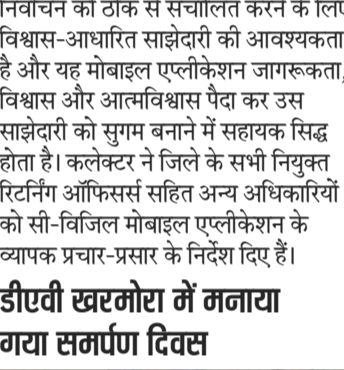 निर्वाचन को ठीक से संचालित करने के लिए
विश्वास-आधारित साझेदारी की आवश्यकता
है और यह मोबाइल एप्लीकेशन जागरूकता,
विश्वास और आत्मविश्वास पैदा कर उस
साझेदारी को सुगम बनाने में सहायक सिद्ध
होता है। कलेक्टर ने जिले के सभी नियुक्त
रिटर्निंग ऑफिसर्स सहित अन्य अधिकारियों
को सी-विजिल मोबाइल एप्लीकेशन के
व्यापक प्रचार-प्रसार के निर्देश दिए हैं।
डीएवी खरमोरा में मनाया
गया समर्पण दिवस